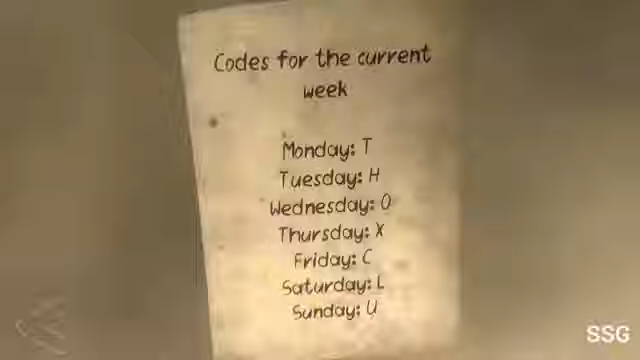 Codes for the current
week
Monday: T
Tuesday: H
Wednesday: O
Thursday: X
Friday: C
Saturday: L
Sunday: U
SSG